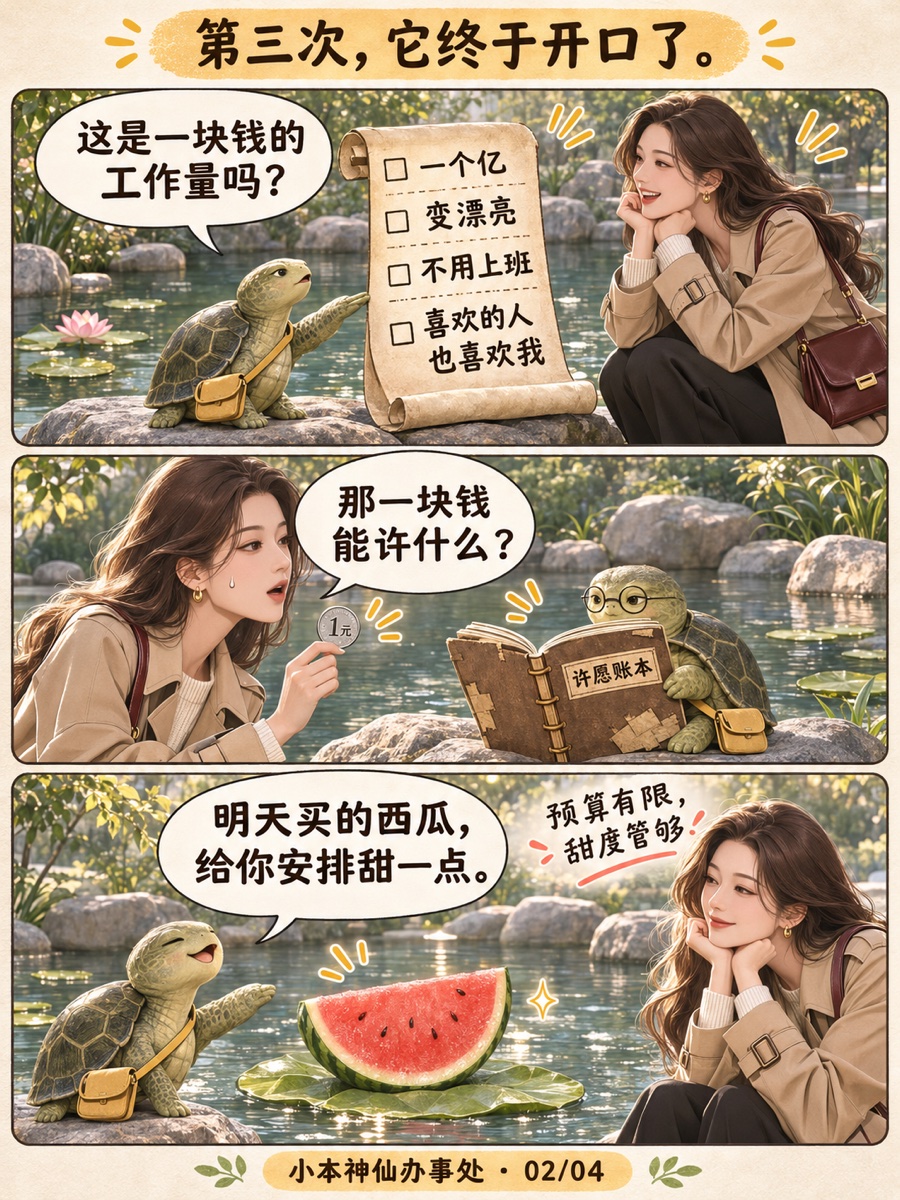 第三次,它终于开口了。
这是一块钱的
工作量吗?
一个亿
变漂亮
不用上班
喜欢的人
也喜欢我
那一块钱
能许什么?
1元
许愿账本
明天买的西瓜,
给你安排甜一点。
预算有限,
甜度管够!
小本神仙办事处 · 02/04